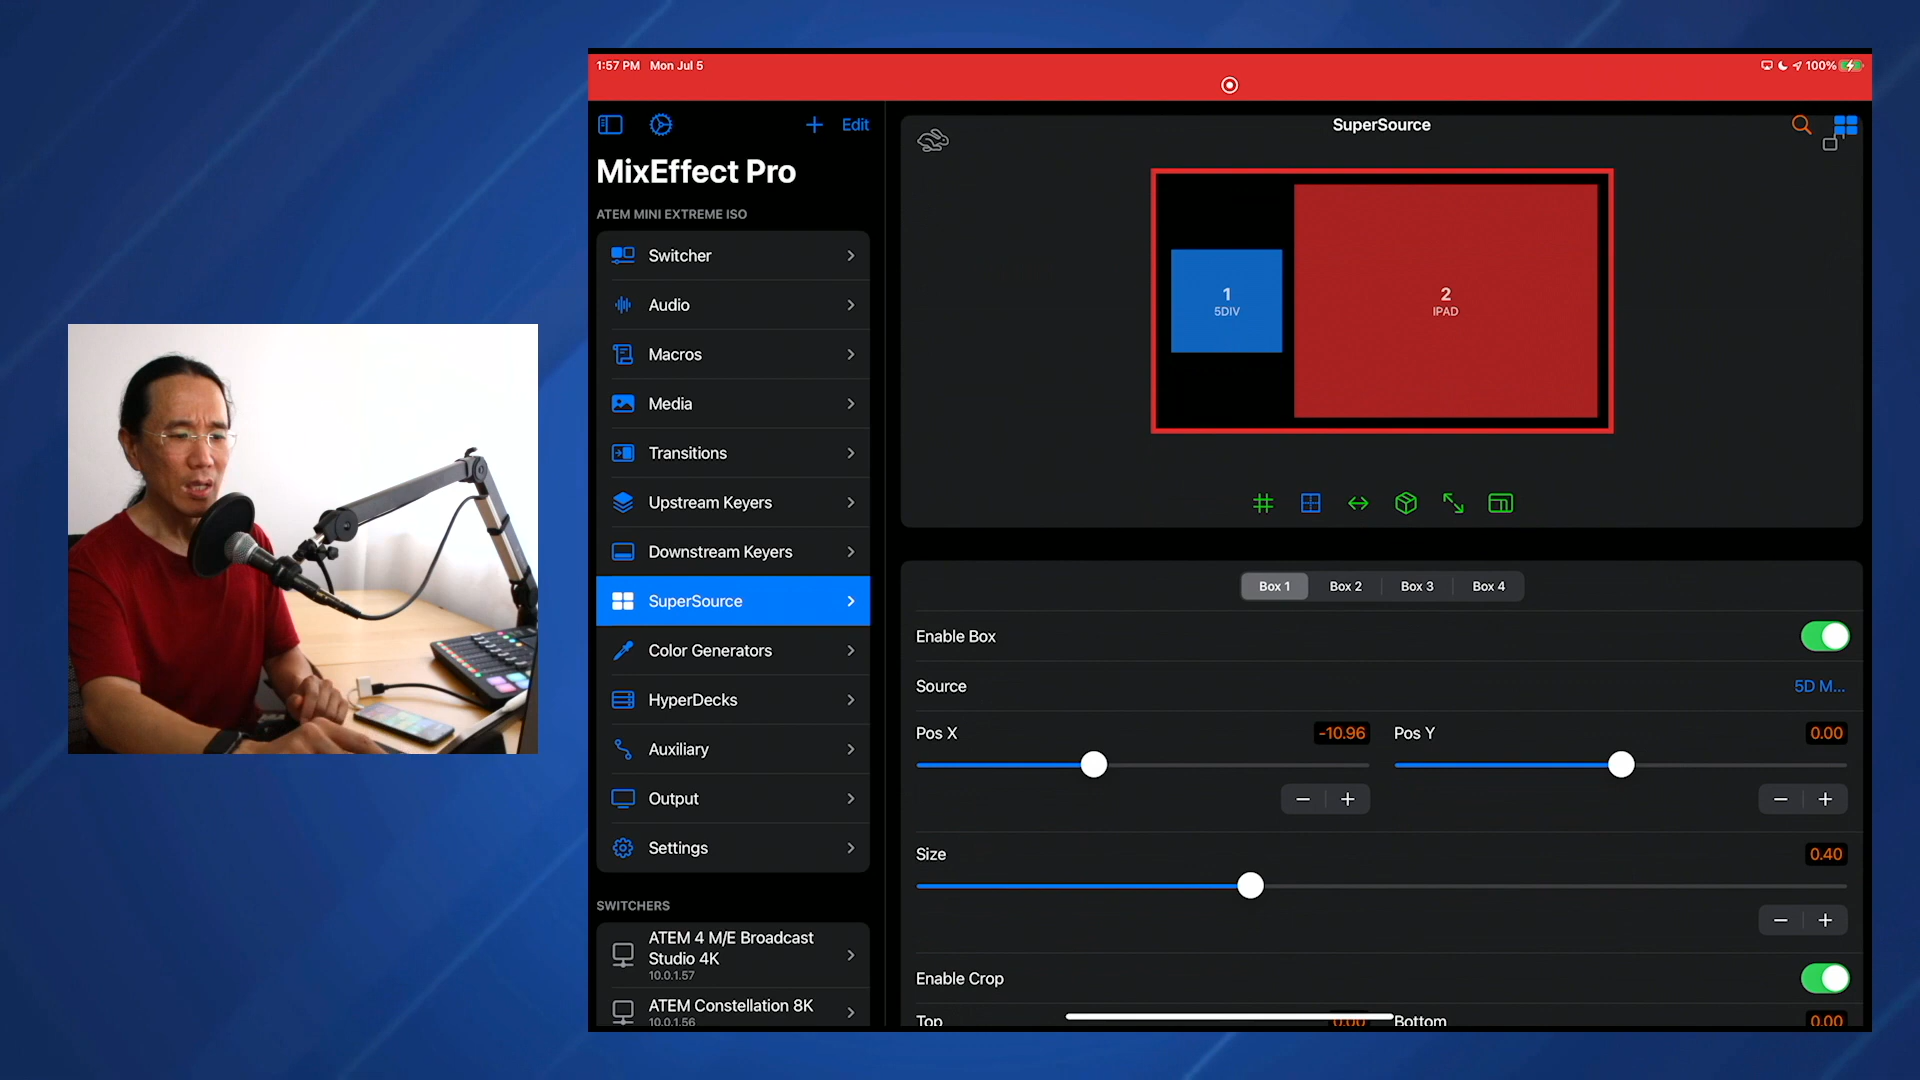 1:57 PM Mon Jul 5
100%
Edit
SuperSource
MixEffect Pro
ATEM MINI EXTREME ISO
Switcher
Audio
Macros
Media
Transitions
Upstream Keyers
Downstream Keyers
SuperSource
Color Generators
HyperDecks
Auxiliary
Output
Settings
SWITCHERS
ATEM 4 M/E Broadcast
Studio 4K
10.0.1.57
ATEM Constellation 8K
10.0.1.56
1
5DIV
2
IPAD
Box 1 Box 2 Box 3 Box 4
Enable Box
Source 5D M...
Pos X -10.96 Pos Y 0.00
Size 0.40
Enable Crop
Top 0.00 Bottom 0.00